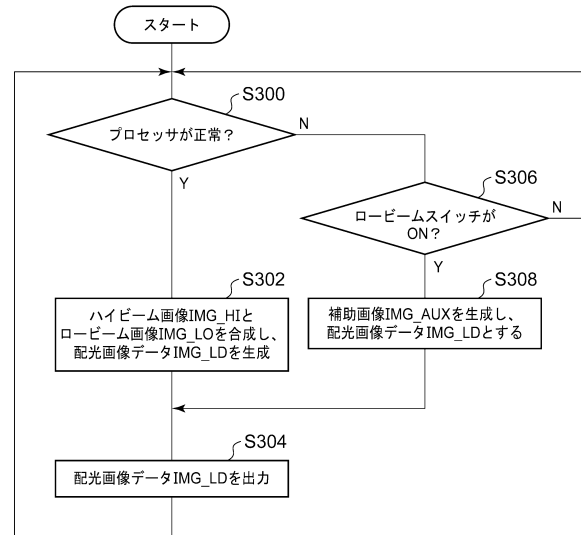 スタート
S300
プロセッサが正常？
N
Y
S306
ロービームスイッチが
ON？
N
Y
S302
ハイビーム画像IMG_HIと
ロービーム画像IMG_LOを合成し、
配光画像データIMG_LDを生成
S308
補助画像IMG_AUXを生成し、
配光画像データIMG_LDとする
S304
配光画像データIMG_LDを出力